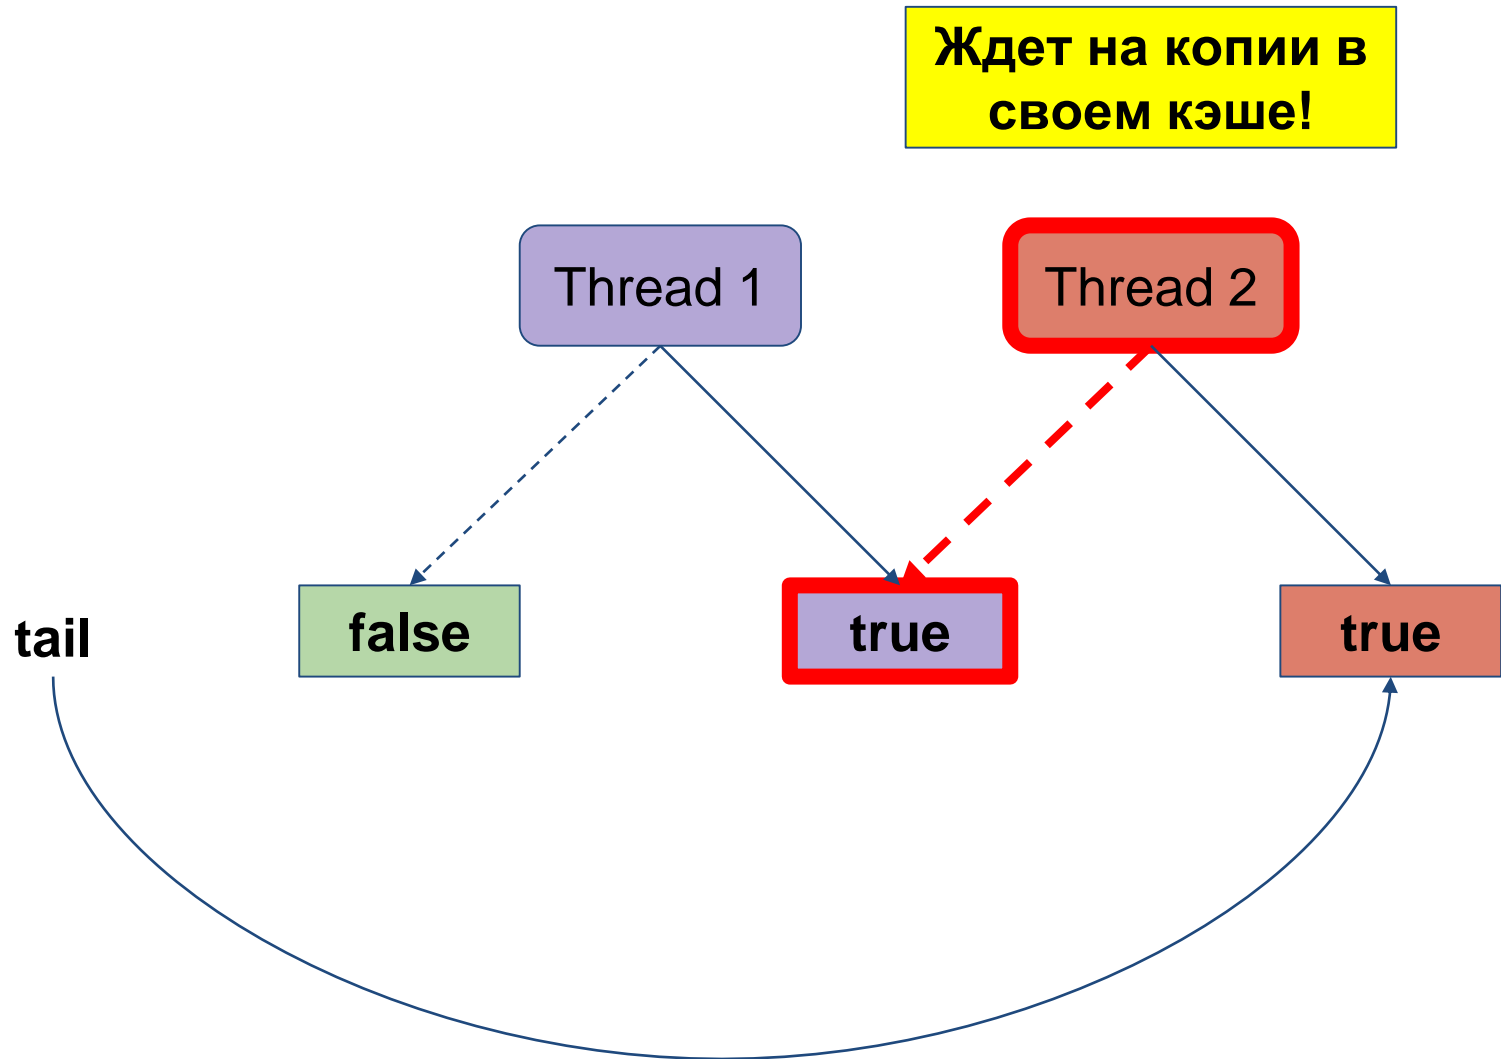 Ждет на копии в
своем кэше!
Thread 1
Thread 2
tail
false
true
true